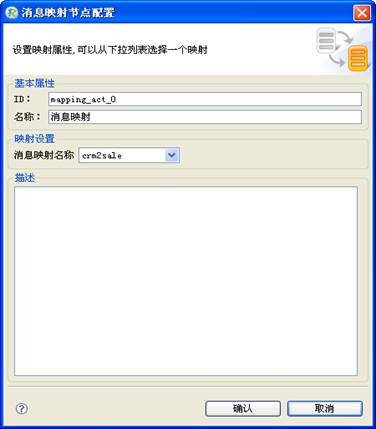 消息映射节点配置
设置映射属性,可以从下拉列表选择一个映射
基本属性
ID： mapping_act_0
名称： 消息映射
映射设置
消息映射名称 crm2sale
描述
?
确认 取消